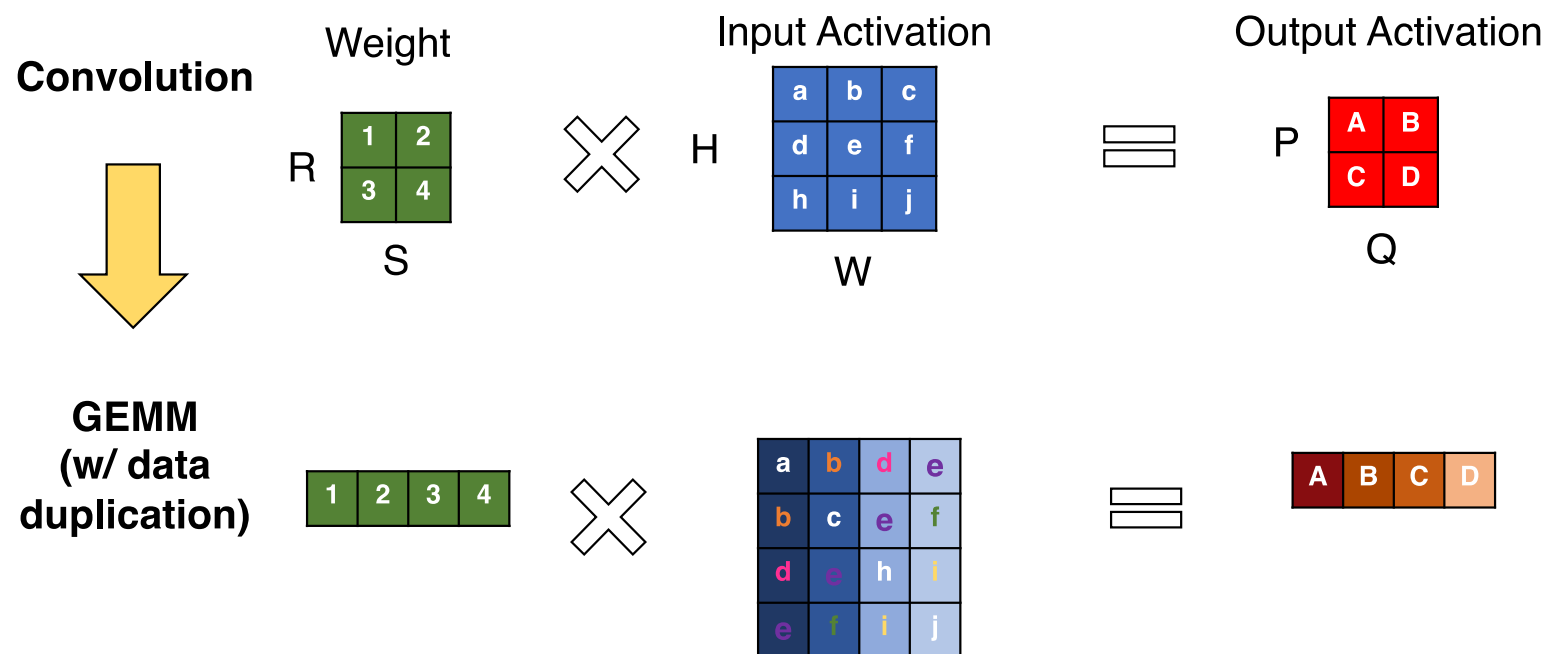 Weight
Input Activation
Output Activation
Convolution
R
1 2
3 4
S
H
a b c
d e f
h i j
W
P
A B
C D
Q
GEMM
(w/ data
duplication)
1 2 3 4
a b d e
b c e f
d e h i
e f i j
A B C D